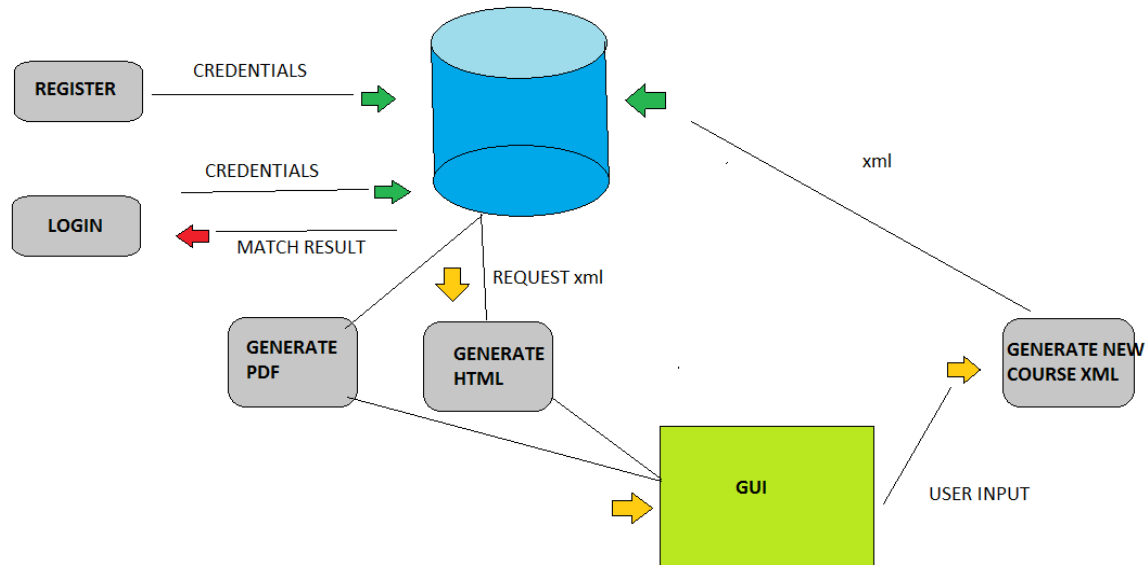 CREDENTIALS
REGISTER
CREDENTIALS
xml
LOGIN
MATCH RESULT
REQUEST xml
GENERATE
PDF
GENERATE
HTML
GENERATE NEW
COURSE XML
GUI
USER INPUT